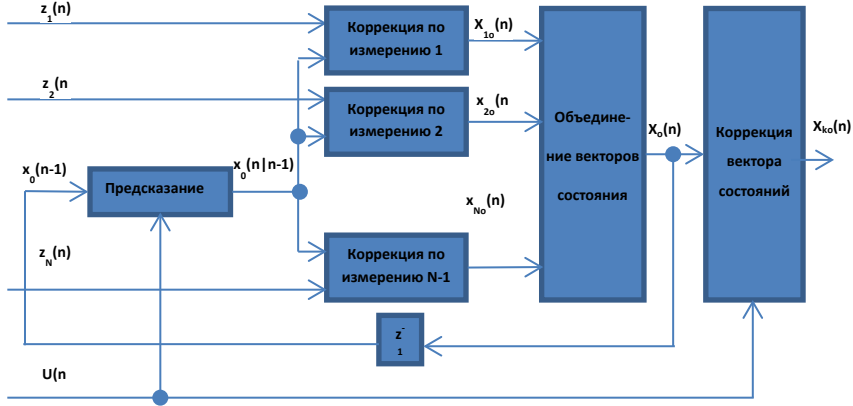 z1(n)
Коррекция по
измерению 1
X1o(n)
z2(n
Коррекция по
измерению 2
x2o(n
Объедине-
ние векторов
состояния
Xo(n)
Коррекция
вектора
состояний
Xko(n)
x0(n-1)
Предсказание
x0(n|n-1)
xNo(n)
zN(n)
Коррекция по
измерению N-1
z-
1
U(n